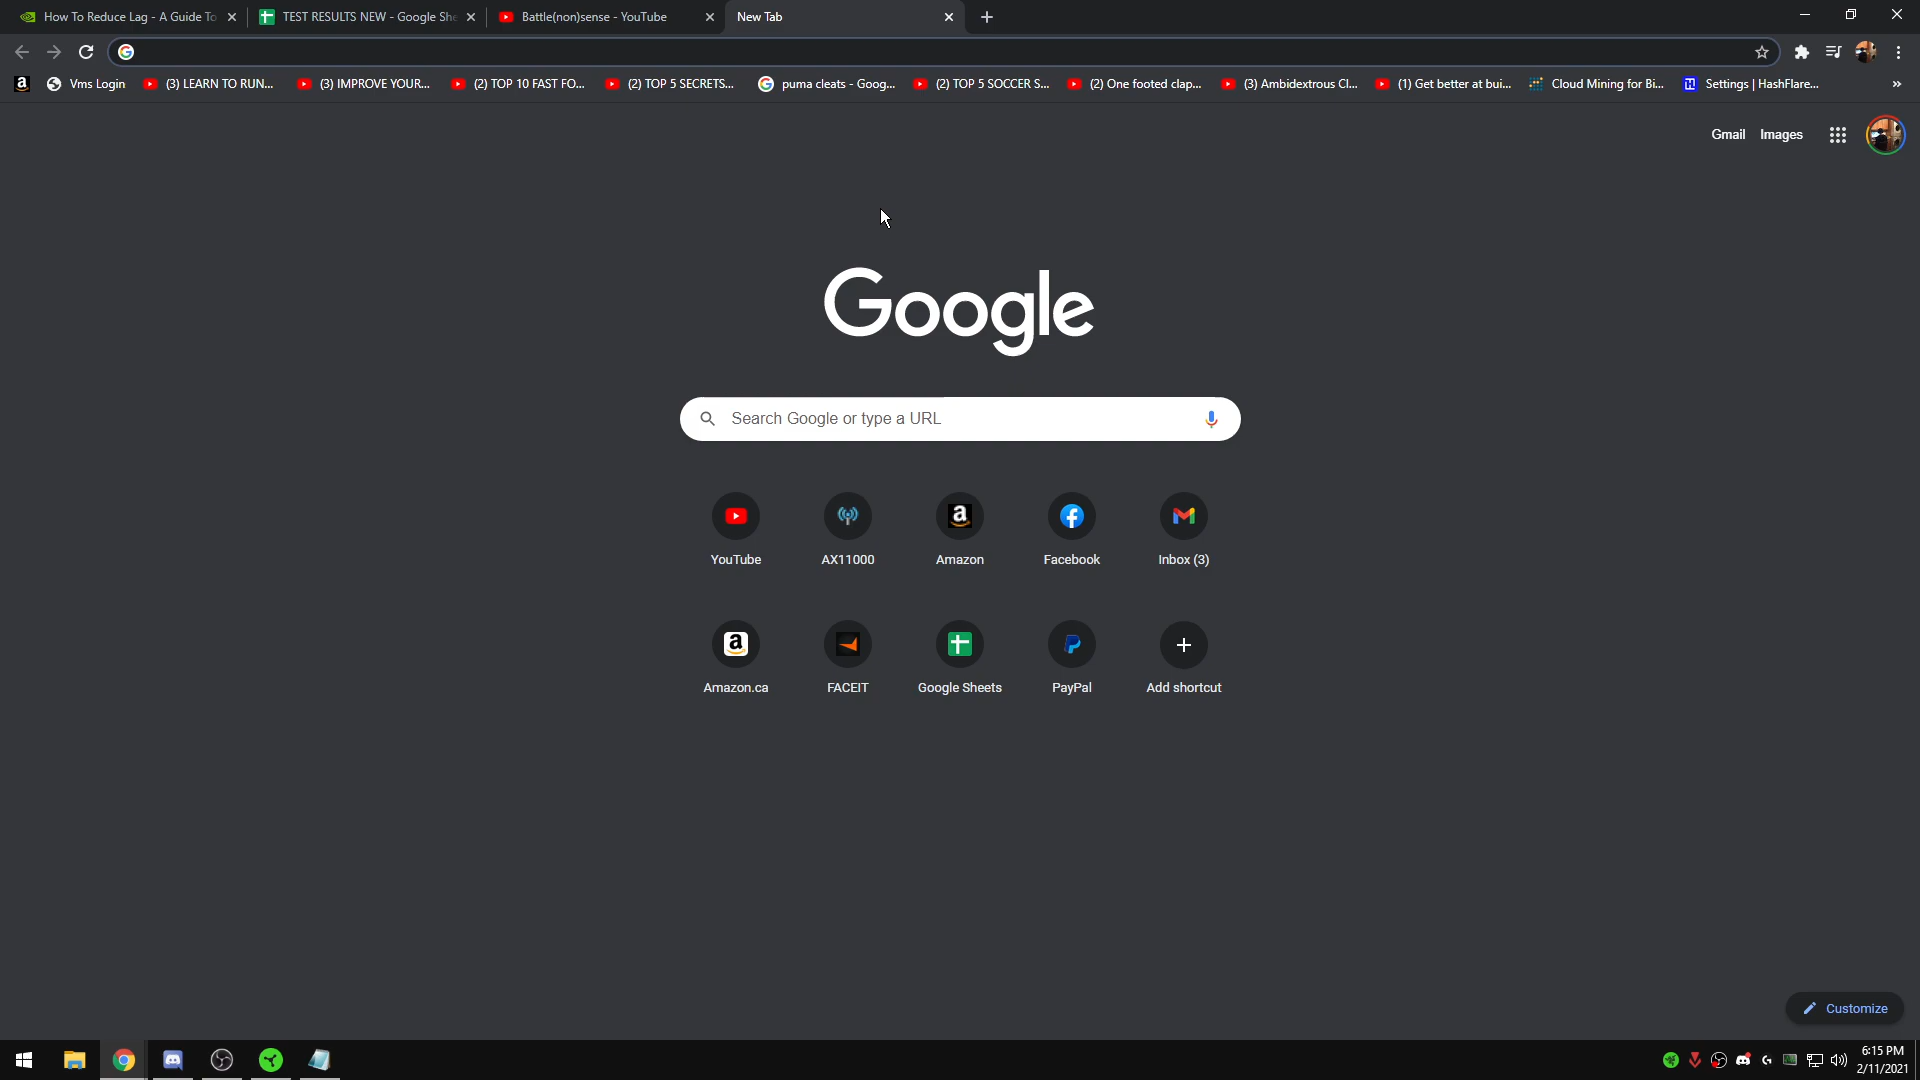 How To Reduce Lag - A Guide To
TEST RESULTS NEW - Google She
Battle(non)sense - YouTube
New Tab
Vms Login
(3) LEARN TO RUN...
(3) IMPROVE YOUR...
(2) TOP 10 FAST FO...
(2) TOP 5 SECRETS...
puma cleats - Goog...
(2) TOP 5 SOCCER S...
(2) One footed clap...
(3) Ambidextrous Cl...
(1) Get better at bui...
Cloud Mining for Bi...
Settings | HashFlare...
Gmail Images
Google
Search Google or type a URL
YouTube
AX11000
Amazon
Facebook
Inbox (3)
Amazon.ca
FACEIT
Google Sheets
PayPal
Add shortcut
Customize
6:15 PM
2/11/2021